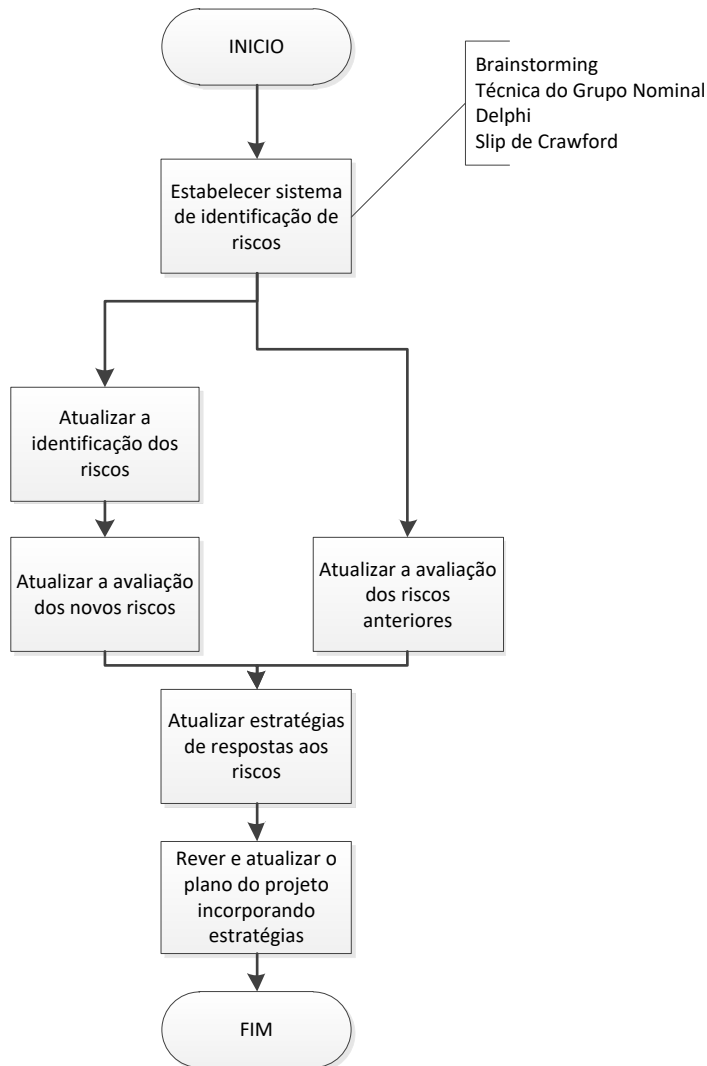 INICIO
Brainstorming
Técnica do Grupo Nominal
Delphi
Slip de Crawford
Estabelecer sistema
de identificação de
riscos
Atualizar a
identificação dos
riscos
Atualizar a avaliação
dos novos riscos
Atualizar a avaliação
dos riscos
anteriores
Atualizar estratégias
de respostas aos
riscos
Rever e atualizar o
plano do projeto
incorporando
estratégias
FIM